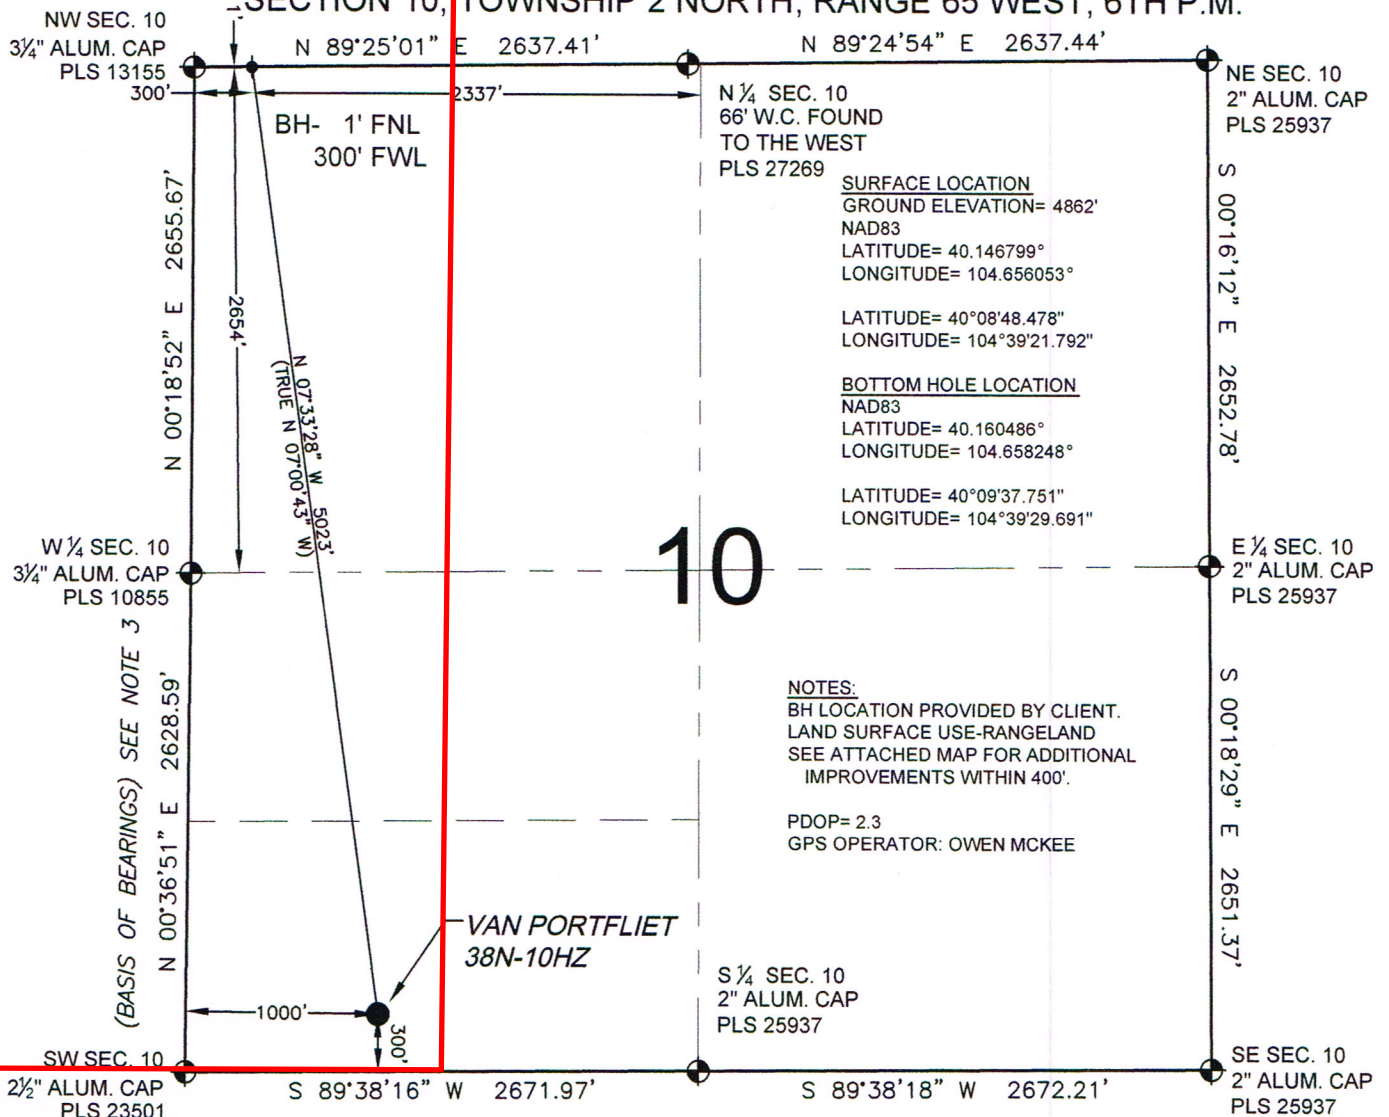 SECTION 10, TOWNSHIP 2 NORTH, RANGE 65 WEST, 6TH P.M.
NW SEC. 10
3¼" ALUM. CAP
PLS 13155
N 89°25'01" E 2637.41'
N 89°24'54" E 2637.44'
NE SEC. 10
2" ALUM. CAP
PLS 25937
300'
2337'
BH- 1' FNL
300' FWL
N ¼ SEC. 10
66' W.C. FOUND
TO THE WEST
PLS 27269
SURFACE LOCATION
GROUND ELEVATION= 4862'
NAD83
LATITUDE= 40.146799°
LONGITUDE= 104.656053°
LATITUDE= 40°08'48.478"
LONGITUDE= 104°39'21.792"
BOTTOM HOLE LOCATION
NAD83
LATITUDE= 40.160486°
LONGITUDE= 104.658248°
LATITUDE= 40°09'37.751"
LONGITUDE= 104°39'29.691"
N 00°18'52" E 2655.67'
2654'
N 07°33'28" W 5023'
(TRUE N 07°00'43" W)
S 00°16'12" E 2652.78'
W ¼ SEC. 10
3¼" ALUM. CAP
PLS 10855
10
E ¼ SEC. 10
2" ALUM. CAP
PLS 25937
(BASIS OF BEARINGS) SEE NOTE 3
N 00°36'51" E 2628.59'
NOTES:
BH LOCATION PROVIDED BY CLIENT.
LAND SURFACE USE-RANGELAND
SEE ATTACHED MAP FOR ADDITIONAL
IMPROVEMENTS WITHIN 400'.
PDOP= 2.3
GPS OPERATOR: OWEN MCKEE
S 00°18'29" E 2651.37'
VAN PORTFLIET
38N-10HZ
1000'
300'
S ¼ SEC. 10
2" ALUM. CAP
PLS 25937
SW SEC. 10
2½" ALUM. CAP
PLS 23501
S 89°38'16" W 2671.97'
S 89°38'18" W 2672.21'
SE SEC. 10
2" ALUM. CAP
PLS 25937